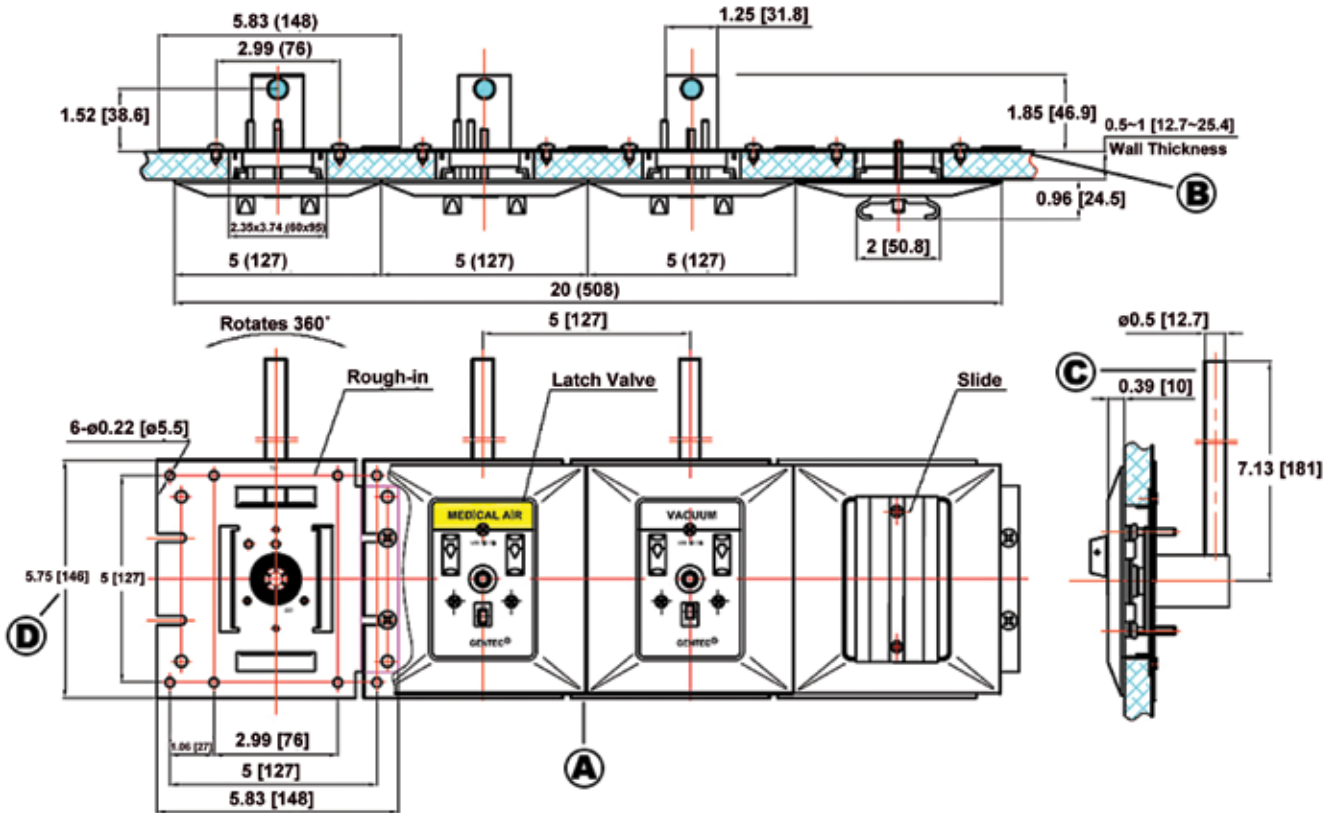 5.83 (148)
2.99 (76)
1.25 [31.8]
1.52 [38.6]
1.85 [46.9]
0.5~1 [12.7~25.4]
Wall Thickness
B
0.96 [24.5]
2.35x3.74 (60x95)
2 [50.8]
5 (127)
5 (127)
5 (127)
20 (508)
Rotates 360°
5 [127]
ø0.5 [12.7]
Rough-in
Latch Valve
Slide
C
0.39 [10]
6-ø0.22 [ø5.5]
7.13 [181]
MEDICAL AIR
VACUUM
5.75 [146]
5 [127]
D
GENTEC
GENTEC
1.06 [27]
2.99 [76]
5 [127]
A
5.83 [148]